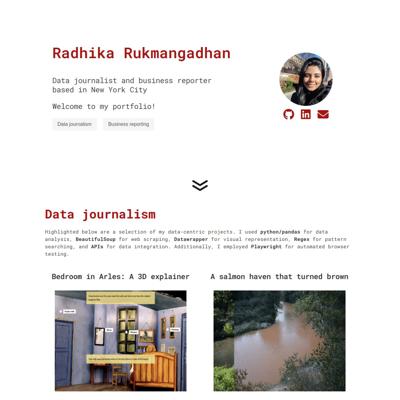 Radhika Rukmangadhan
Data journalist and business reporter
based in New York City
Welcome to my portfolio!
Data journalism
Business reporting
Data journalism
Highlighted below are a selection of my data-centric projects. I used python/pandas for data
analysis, BeautifulSoup for web scraping, Datawrapper for visual representation, Regex for pattern
searching, and APIs for data integration. Additionally, I employed Playwright for automated browser
testing.
Bedroom in Arles: A 3D explainer
A salmon haven that turned brown